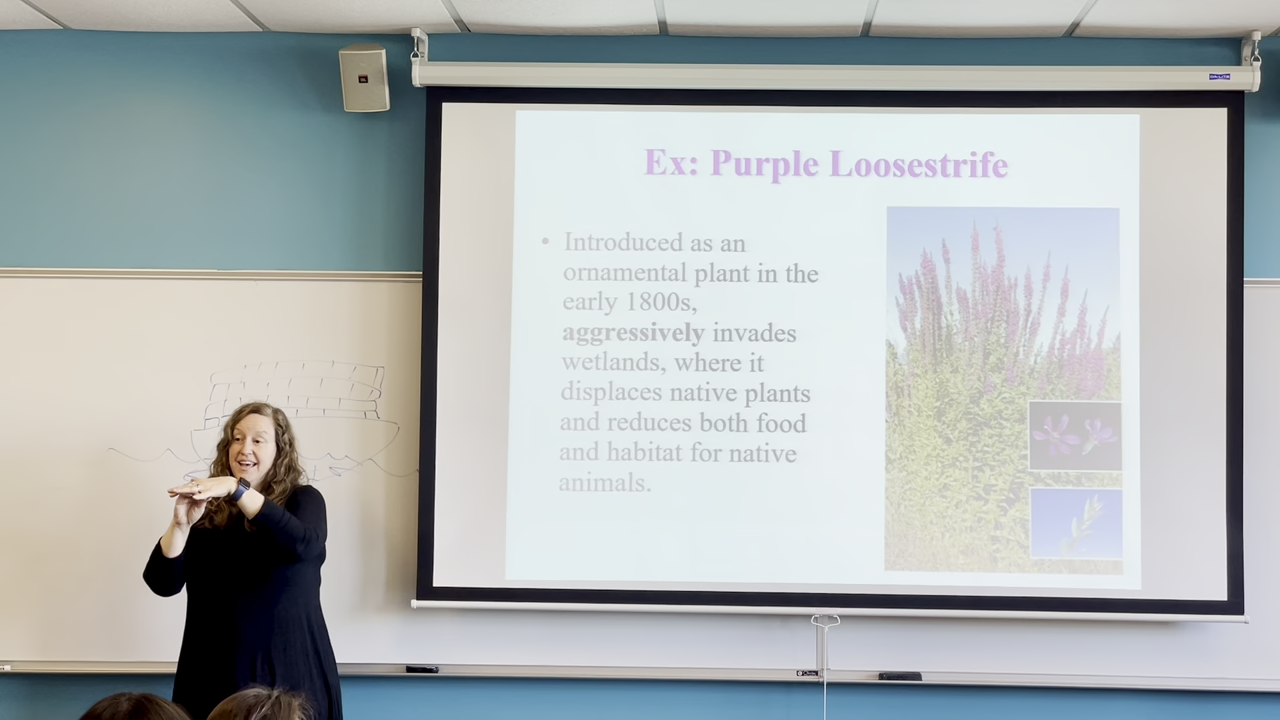 Ex: Purple Loosestrife
• Introduced as an
ornamental plant in the
early 1800s,
aggressively invades
wetlands, where it
displaces native plants
and reduces both food
and habitat for native
animals.